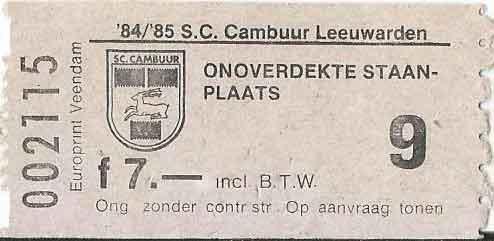 '84/'85 S.C. Cambuur Leeuwarden
002115
Europrint Veendam
S.C. CAMBUUR
ONOVERDEKTE STAAN-
PLAATS
9
f 7.— incl. B.T.W.
Ong zonder contr str. Op aanvraag tonen